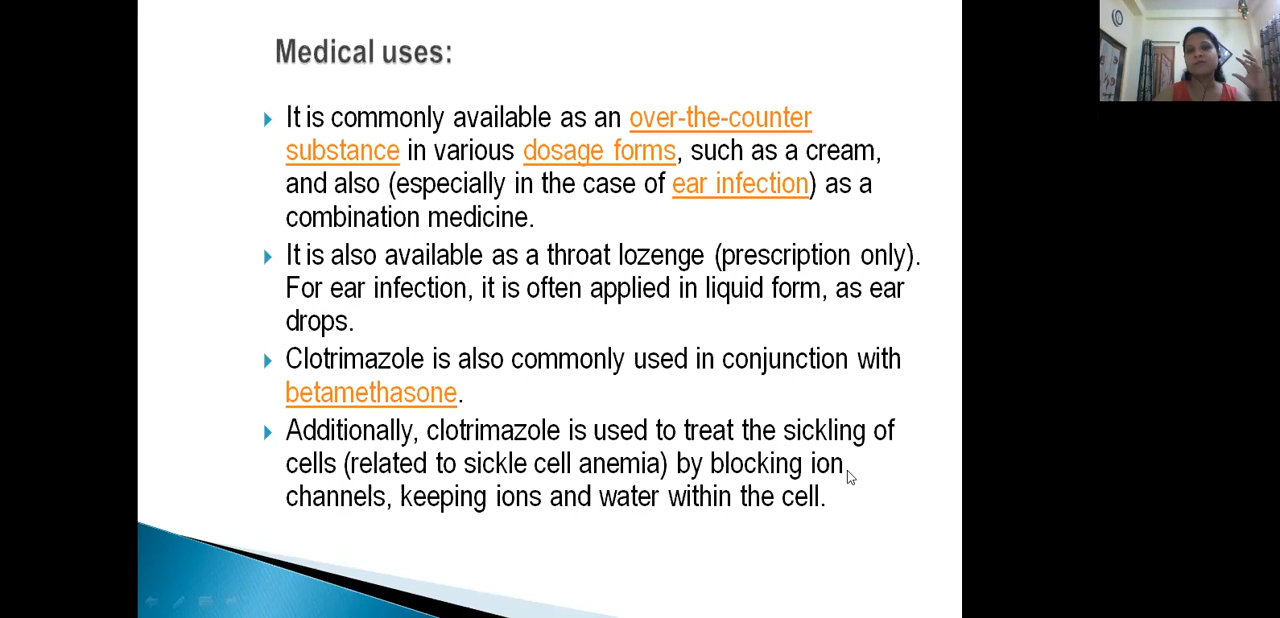 Medical uses:
It is commonly available as an over-the-counter
substance in various dosage forms, such as a cream,
and also (especially in the case of ear infection) as a
combination medicine.
It is also available as a throat lozenge (prescription only).
For ear infection, it is often applied in liquid form, as ear
drops.
Clotrimazole is also commonly used in conjunction with
betamethasone.
Additionally, clotrimazole is used to treat the sickling of
cells (related to sickle cell anemia) by blocking ion
channels, keeping ions and water within the cell.